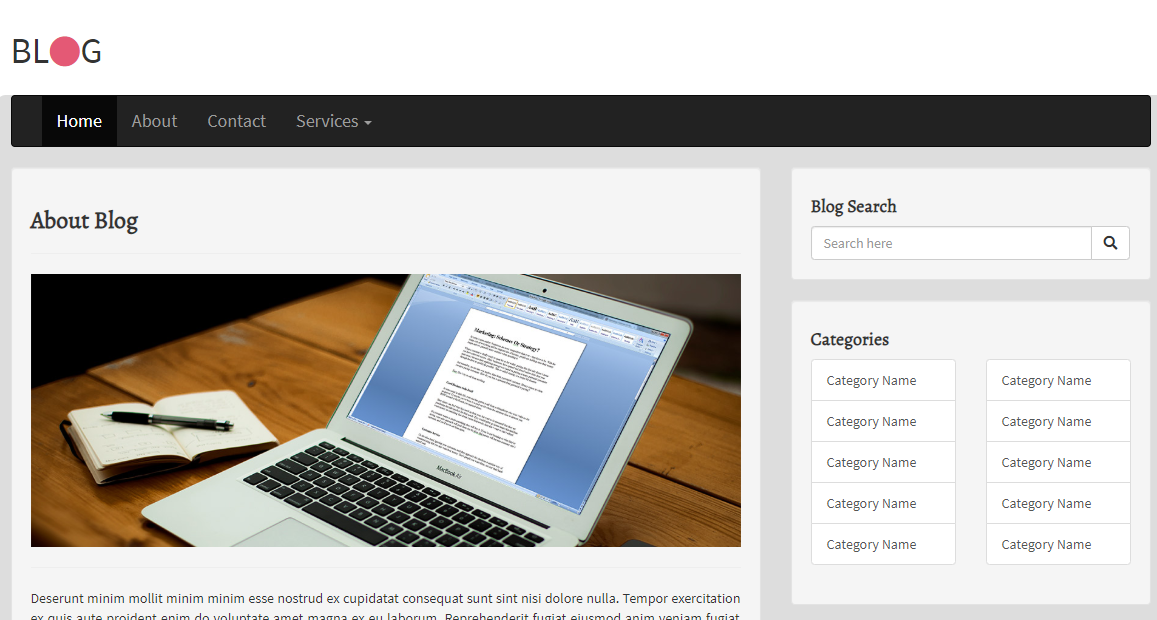 BLOG
Home About Contact Services
About Blog
Marketing: Schemes Or Strategy?
MacBook Air
Deserunt minim mollit minim minim esse nostrud ex cupidatat consequat sunt sint nisi dolore nulla. Tempor exercitation
ex quis aute proident enim do voluptate amet magna ex eu laborum. Reprehenderit fugiat eiusmod anim veniam fugiat
Blog Search
Search here
Categories
Category Name Category Name
Category Name Category Name
Category Name Category Name
Category Name Category Name
Category Name Category Name